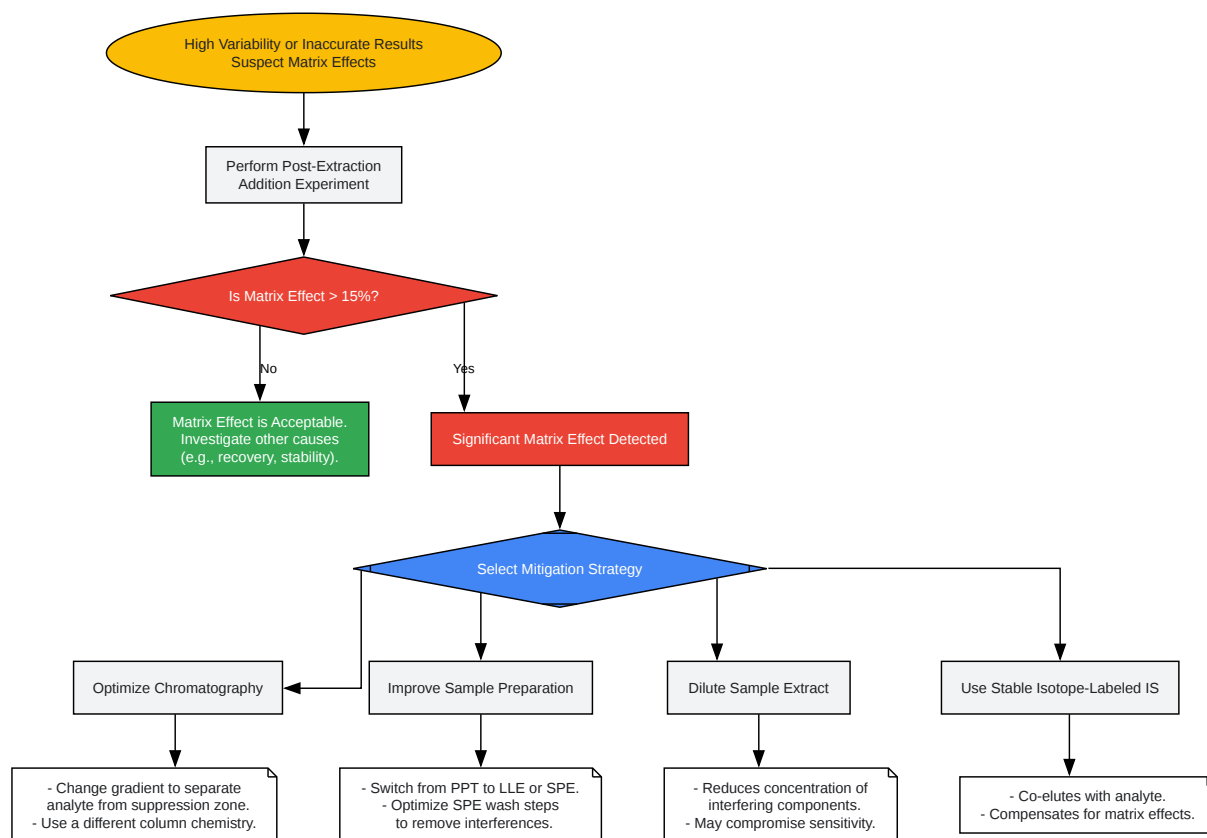 High Variability or Inaccurate Results
Suspect Matrix Effects
Perform Post-Extraction
Addition Experiment
Is Matrix Effect > 15%?
No
Yes
Matrix Effect is Acceptable.
Investigate other causes
(e.g., recovery, stability).
Significant Matrix Effect Detected
Select Mitigation Strategy
Optimize Chromatography
Improve Sample Preparation
Dilute Sample Extract
Use Stable Isotope-Labeled IS
- Change gradient to separate
analyte from suppression zone.
- Use a different column chemistry.
- Switch from PPT to LLE or SPE.
- Optimize SPE wash steps
to remove interferences.
- Reduces concentration of
interfering components.
- May compromise sensitivity.
- Co-elutes with analyte.
- Compensates for matrix effects.